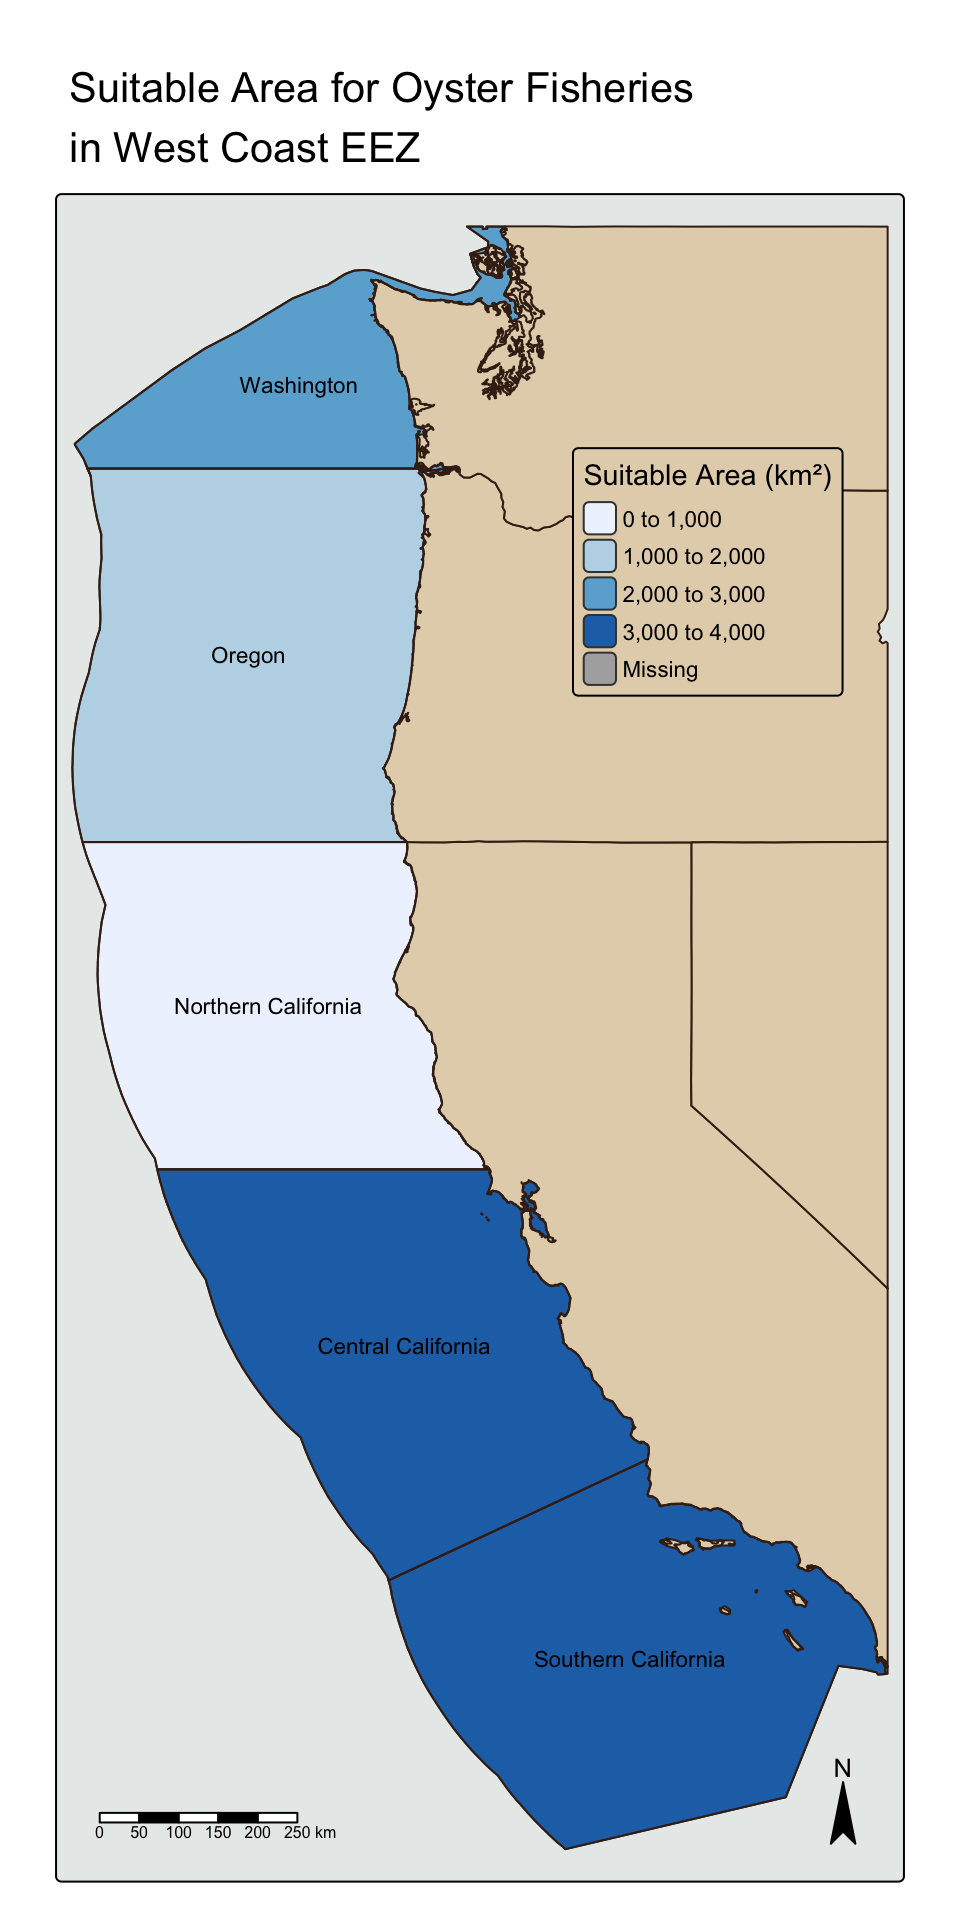 Suitable Area for Oyster Fisheries
in West Coast EEZ
Washington
Suitable Area (km²)
0 to 1,000
1,000 to 2,000
2,000 to 3,000
3,000 to 4,000
Missing
Oregon
Northern California
Central California
Southern California
N
0 50 100 150 200 250 km